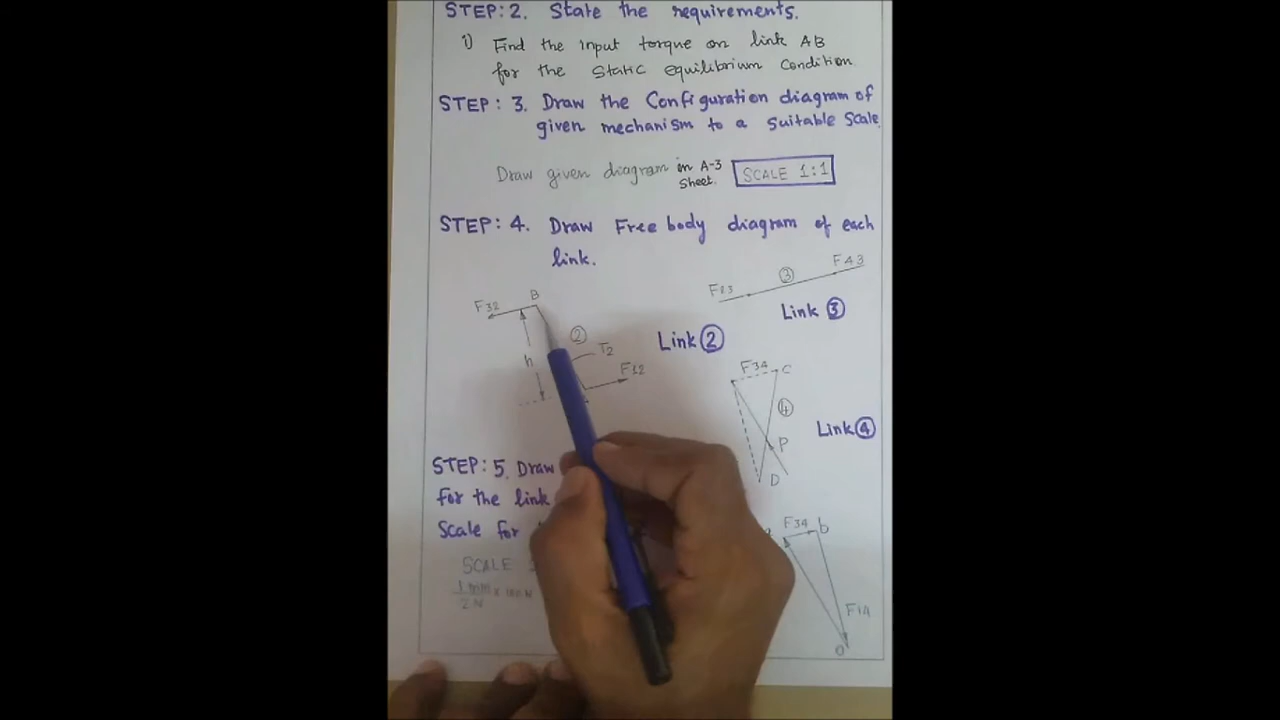 STEP: 2. State the requirements.
i) Find the input torque on link AB
for the static equilibrium condition
STEP: 3. Draw the Configuration diagram of
given mechanism to a suitable scale.
Draw given diagram in A-3
Sheet.
SCALE 1:1
STEP: 4. Draw Free body diagram of each
link.
F43
3
F23
Link 3
B
F32
2
T2
h
F12
Link 2
F34
C
4
Link 4
P
D
STEP: 5. Draw
for the link
Scale for
F34 b
SCALE
1mm
2N
x 100N
F14
O